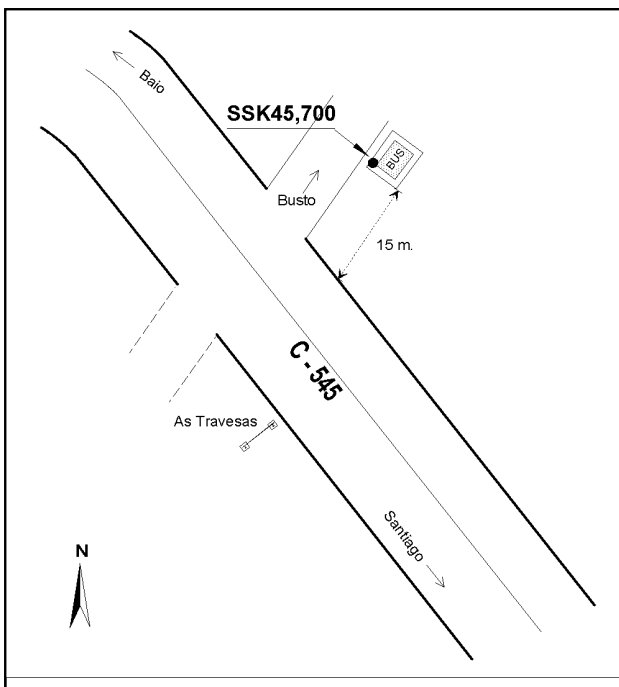 Baio
SSK45,700
BUS
Busto
15 m.
C - 545
As Travesas
Santiago
N